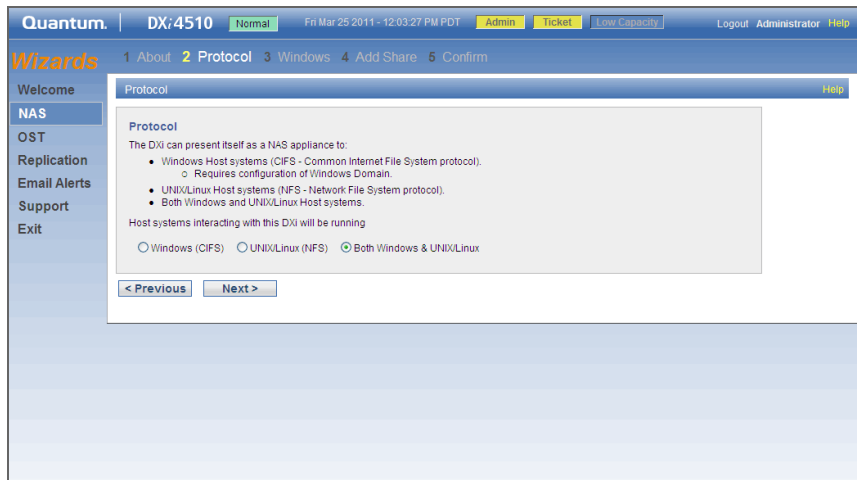 Quantum. DXi4510 Normal Fri Mar 25 2011 - 12:03:27 PM PDT Admin Ticket Low Capacity Logout Administrator Help
Wizards 1 About 2 Protocol 3 Windows 4 Add Share 5 Confirm
Welcome
NAS
OST
Replication
Email Alerts
Support
Exit
Protocol Help
Protocol
The DXi can present itself as a NAS appliance to:
• Windows Host systems (CIFS - Common Internet File System protocol).
○ Requires configuration of Windows Domain.
• UNIX/Linux Host systems (NFS - Network File System protocol).
• Both Windows and UNIX/Linux Host systems.
Host systems interacting with this DXi will be running
Windows (CIFS) UNIX/Linux (NFS) Both Windows & UNIX/Linux
< Previous Next >